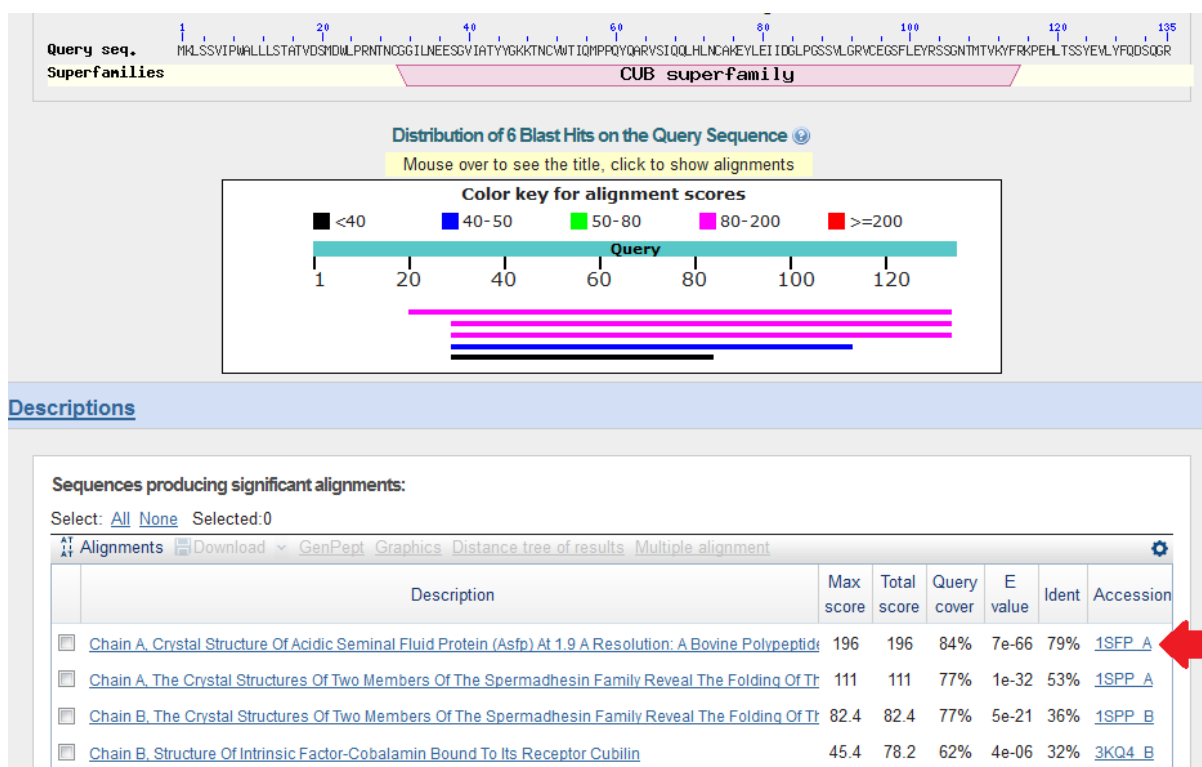 1 20 40 60 80 100 120 135
Query seq. MKLSSVIPWALLLSTATVDSMDWLPRNTNCGGILNEESGVIATYYGKKTNCVWTIQMPPQYQARVSIQQLHLNCAKEYLEIIDGLPGSSVLGRVCEGSFLEYRSSGNTMTVKYFRKPEHLTSSYEVLYFQDSQGR
Superfamilies CUB superfamily
Distribution of 6 Blast Hits on the Query Sequence ?
Mouse over to see the title, click to show alignments
Color key for alignment scores
<40 40-50 50-80 80-200 >=200
Query
1 20 40 60 80 100 120
Descriptions
Sequences producing significant alignments:
Select: All None Selected:0
Alignments Download GenPept Graphics Distance tree of results Multiple alignment
Description Max score Total score Query cover E value Ident Accession
Chain A, Crystal Structure Of Acidic Seminal Fluid Protein (Asfp) At 1.9 A Resolution: A Bovine Polypeptide 196 196 84% 7e-66 79% 1SFP_A
Chain A, The Crystal Structures Of Two Members Of The Spermadhesin Family Reveal The Folding Of Th 111 111 77% 1e-32 53% 1SPP_A
Chain B, The Crystal Structures Of Two Members Of The Spermadhesin Family Reveal The Folding Of Th 82.4 82.4 77% 5e-21 36% 1SPP_B
Chain B, Structure Of Intrinsic Factor-Cobalamin Bound To Its Receptor Cubilin 45.4 78.2 62% 4e-06 32% 3KQ4_B